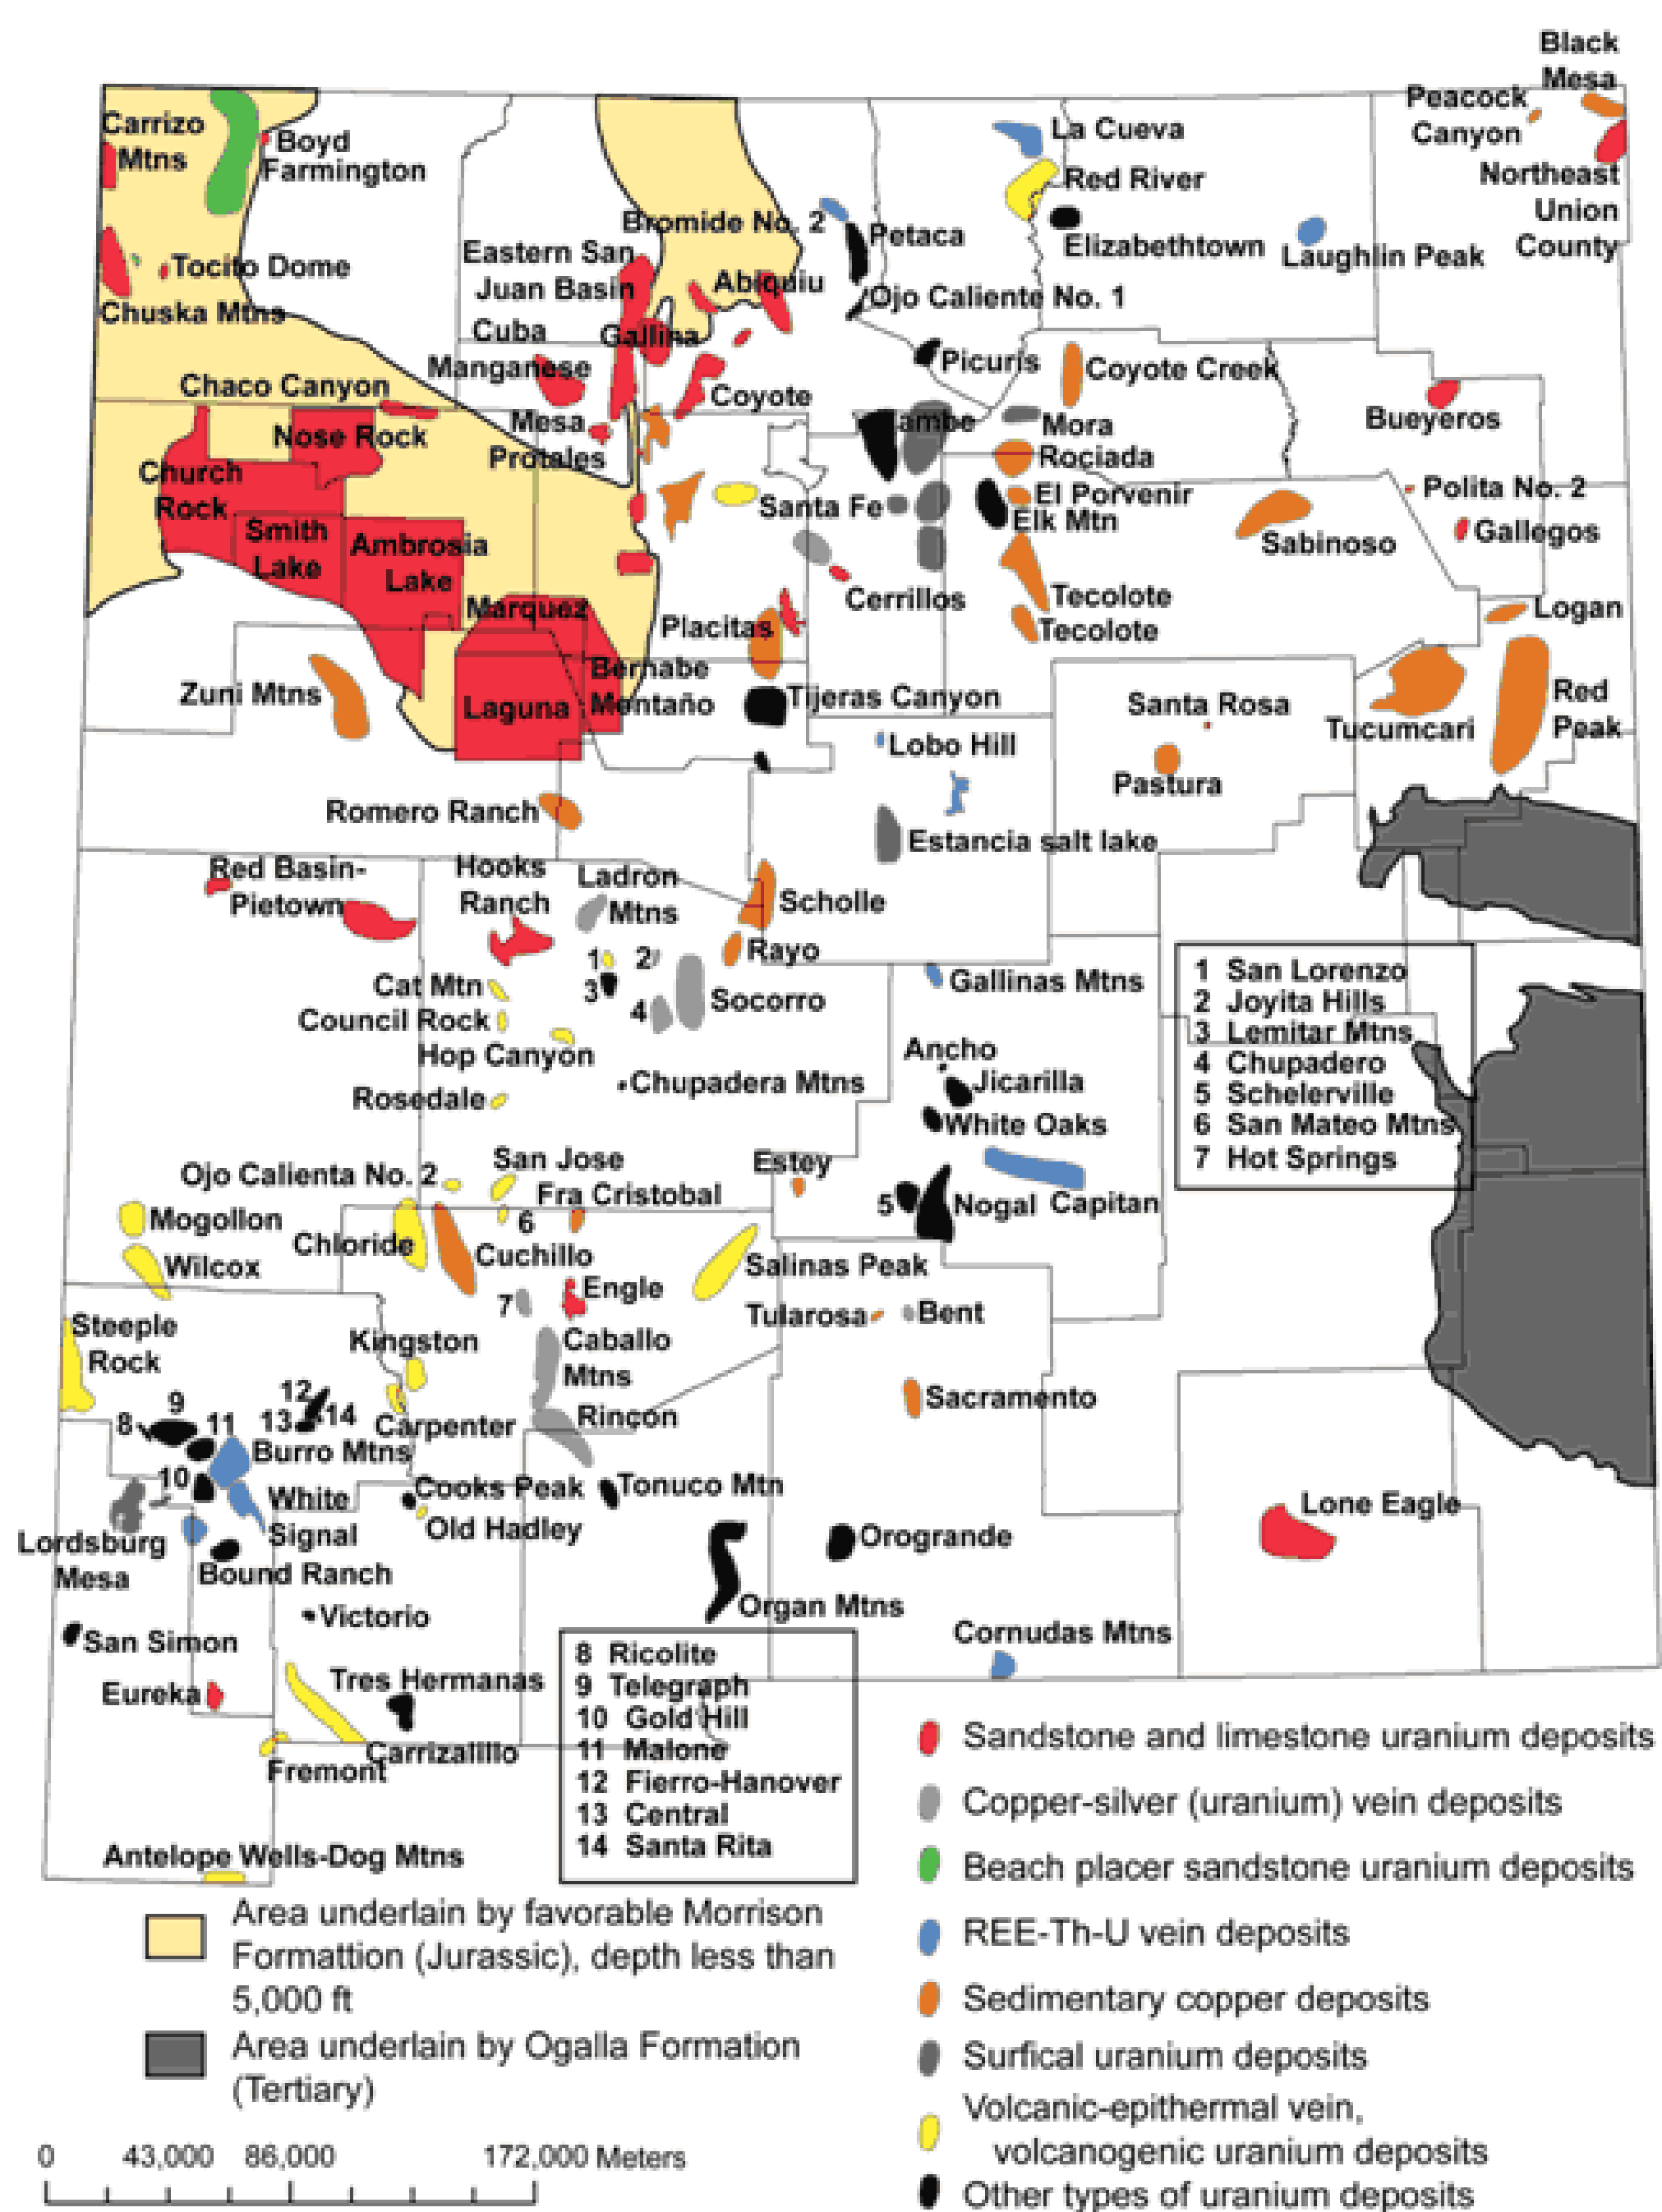 Black
Mesa
Peacock
Canyon
Northeast
Union
County
Carrizo
Mtns
Boyd
Farmington
La Cueva
Red River
Elizabethtown
Laughlin Peak
Bromide No. 2
Petaca
Eastern San
Juan Basin
Abiquiu
Tocito Dome
Chuska Mtns
Ojo Caliente No. 1
Cuba
Manganese
Gallina
Picuris
Coyote Creek
Chaco Canyon
Coyote
Bueyeros
Mesa
Protales
Mora
Nose Rock
Rociada
Church
Rock
Santa Fe
El Porvenir
Elk Mtn
Polita No. 2
Gallegos
Sabinoso
Smith
Lake
Ambrosia
Lake
Marquez
Cerrillos
Tecolote
Tecolote
Logan
Placitas
Bernabe
Montaño
Zuni Mtns
Laguna
Tijeras Canyon
Santa Rosa
Tucumcari
Red
Peak
Lobo Hill
Pastura
Romero Ranch
Estancia salt lake
Red Basin-
Pietown
Hooks
Ranch
Ladron
Mtns
Scholle
Rayo
1
2
3
4
Socorro
Gallinas Mtns
Cat Mtn
Council Rock
Hop Canyon
Ancho
Jicarilla
Chupadera Mtns
Rosedale
White Oaks
1 San Lorenzo
2 Joyita Hills
3 Lemitar Mtns
4 Chupadero
5 Schelerville
6 San Mateo Mtns
7 Hot Springs
San Jose
Estey
Ojo Calienta No. 2
Fra Cristobal
6
5
Nogal
Capitan
Mogollon
Chloride
Cuchillo
Wilcox
Salinas Peak
Engle
7
Tularosa
Bent
Steeple
Rock
Kingston
Caballo
Mtns
Sacramento
12
9
8
11
13
14
Carpenter
Rincon
Burro Mtns
10
Cooks Peak
Tonuco Mtn
White
Signal
Old Hadley
Lone Eagle
Lordsburg
Mesa
Orogrande
Bound Ranch
Victorio
Organ Mtns
San Simon
Cornudas Mtns
Eureka
Tres Hermanas
Carrizalillo
Fremont
8 Ricolite
9 Telegraph
10 Gold Hill
11 Malone
12 Fierro-Hanover
13 Central
14 Santa Rita
Antelope Wells-Dog Mtns
Area underlain by favorable Morrison
Formattion (Jurassic), depth less than
5,000 ft
Area underlain by Ogalla Formation
(Tertiary)
0 43,000 86,000 172,000 Meters
Sandstone and limestone uranium deposits
Copper-silver (uranium) vein deposits
Beach placer sandstone uranium deposits
REE-Th-U vein deposits
Sedimentary copper deposits
Surfical uranium deposits
Volcanic-epithermal vein,
volcanogenic uranium deposits
Other types of uranium deposits